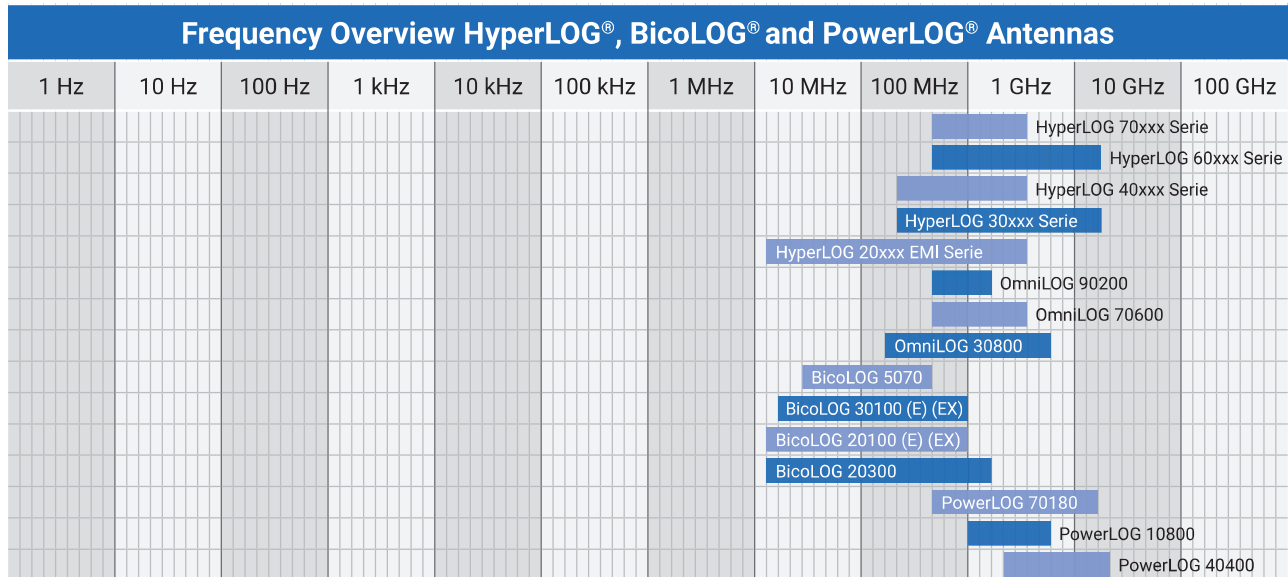 Frequency Overview HyperLOG®, BicoLOG® and PowerLOG® Antennas
1 Hz 10 Hz 100 Hz 1 kHz 10 kHz 100 kHz 1 MHz 10 MHz 100 MHz 1 GHz 10 GHz 100 GHz
HyperLOG 70xxx Serie
HyperLOG 60xxx Serie
HyperLOG 40xxx Serie
HyperLOG 30xxx Serie
HyperLOG 20xxx EMI Serie
OmniLOG 90200
OmniLOG 70600
OmniLOG 30800
BicoLOG 5070
BicoLOG 30100 (E) (EX)
BicoLOG 20100 (E) (EX)
BicoLOG 20300
PowerLOG 70180
PowerLOG 10800
PowerLOG 40400